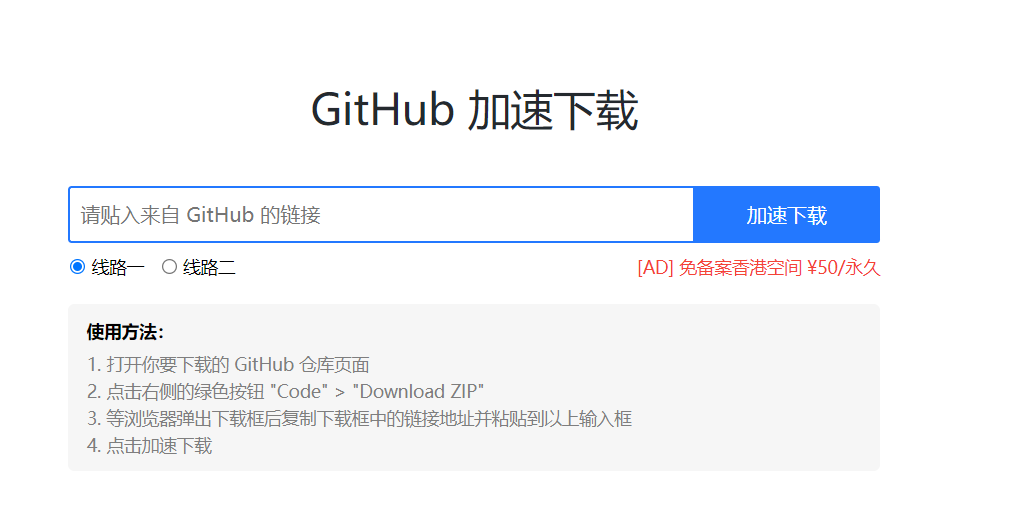 GitHub 加速下载
请贴入来自 GitHub 的链接
加速下载
线路一 线路二
[AD] 免备案香港空间 ¥50/永久
使用方法：
1. 打开你要下载的 GitHub 仓库页面
2. 点击右侧的绿色按钮 "Code" > "Download ZIP"
3. 等浏览器弹出下载框后复制下载框中的链接地址并粘贴到以上输入框
4. 点击加速下载